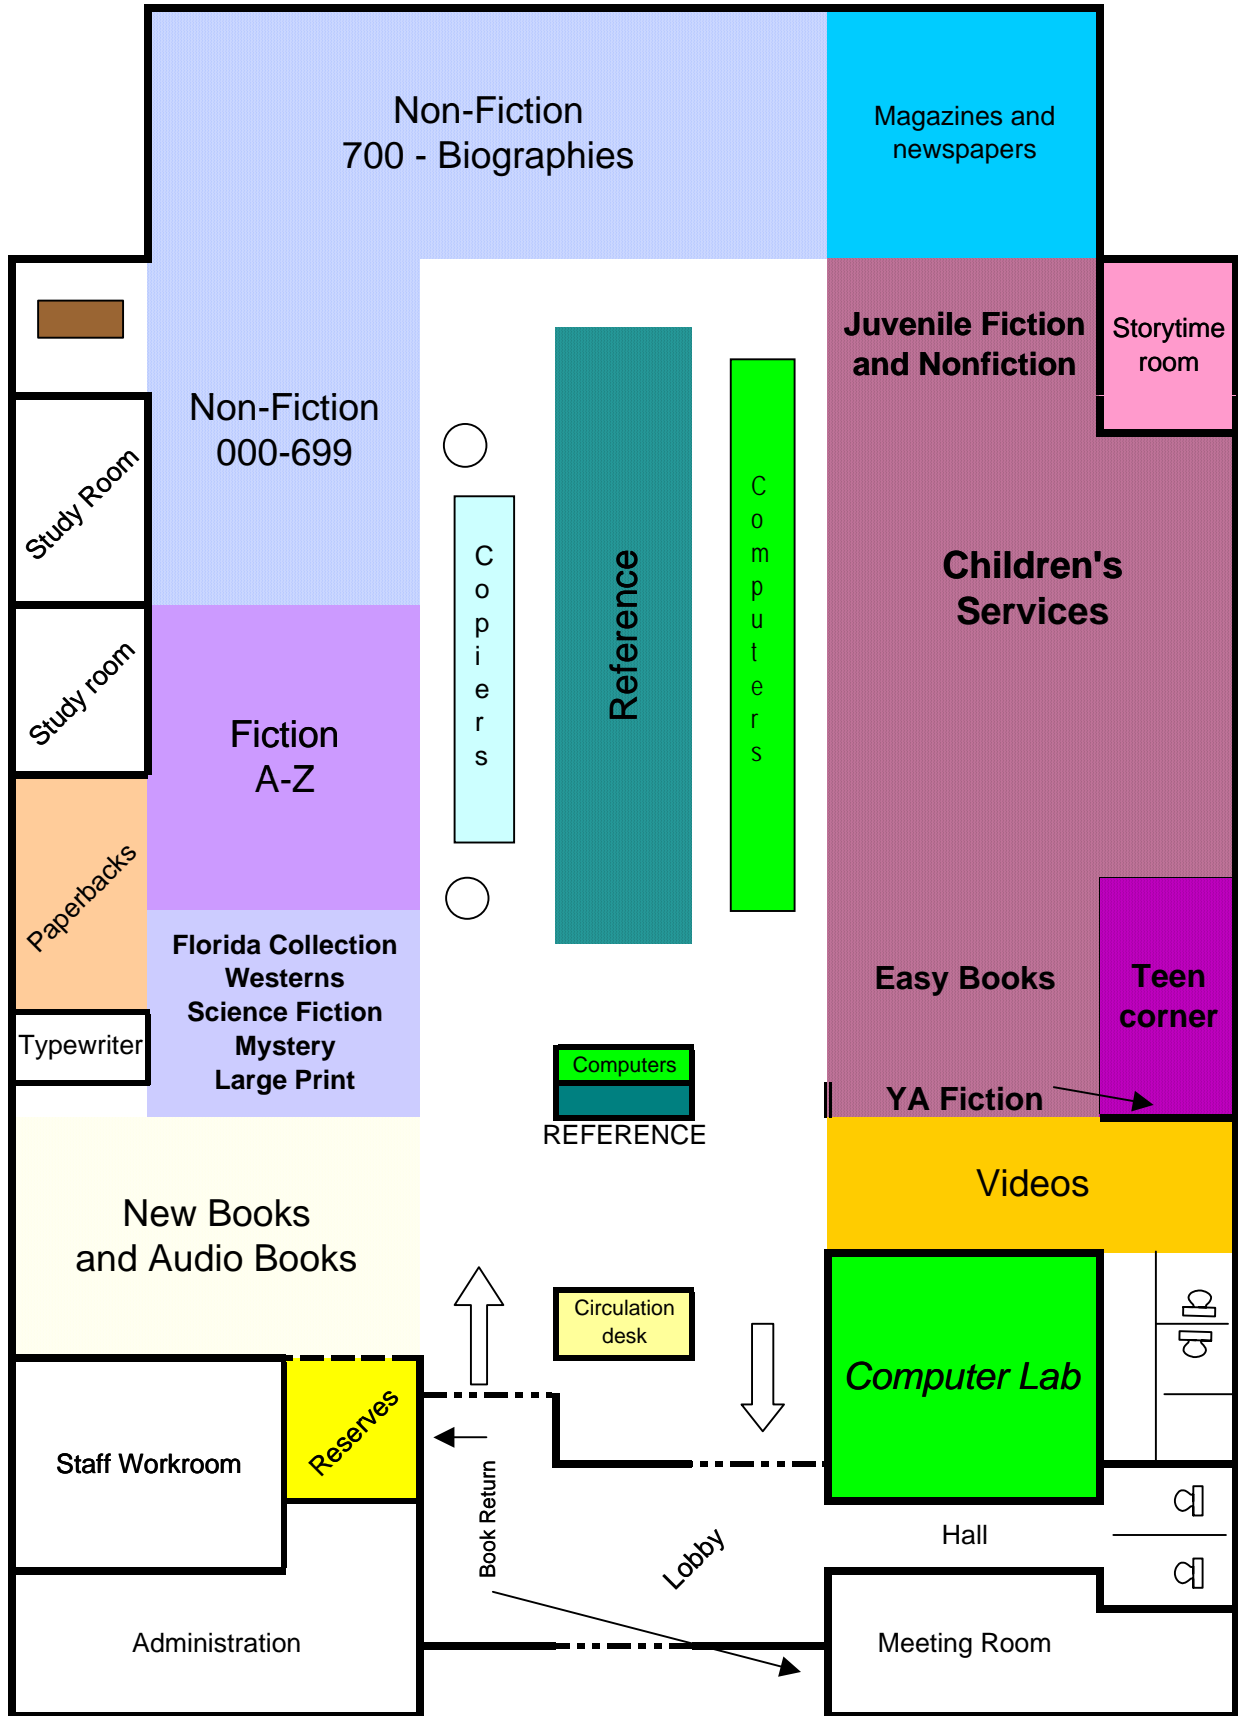 Non-Fiction
700 - Biographies
Magazines and
newspapers
Juvenile Fiction
and Nonfiction
Storytime
room
Non-Fiction
000-699
Study Room
Copiers
Reference
Computers
Children's
Services
Study room
Fiction
A-Z
Paperbacks
Florida Collection
Westerns
Science Fiction
Mystery
Large Print
Easy Books
Teen
corner
Typewriter
Computers
REFERENCE
YA Fiction
Videos
New Books
and Audio Books
Circulation
desk
Computer Lab
Reserves
Staff Workroom
Book Return
Lobby
Hall
Administration
Meeting Room